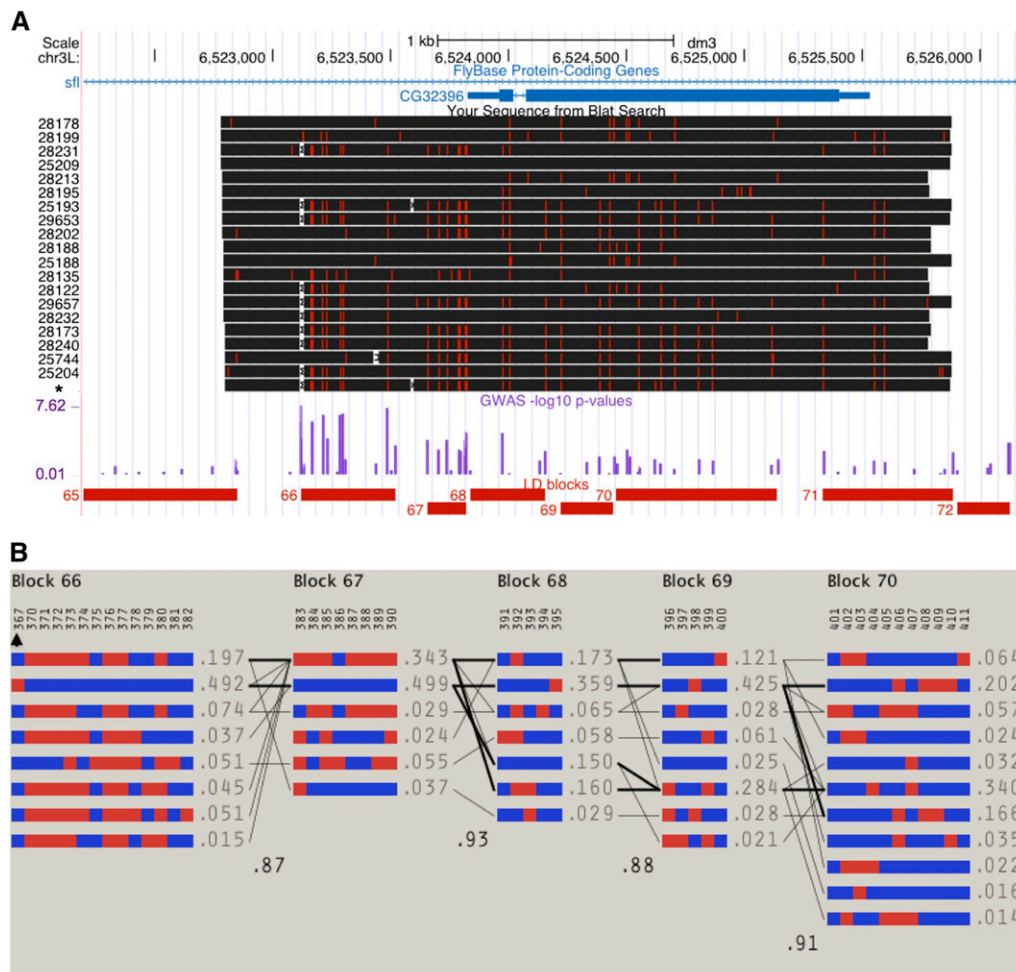 A
Scale
1 kb
dm3
chr3L:
6,523,000
6,523,500
6,524,000
6,524,500
6,525,000
6,525,500
6,526,000
FlyBase Protein-Coding Genes
sfl
CG32396
Your Sequence from Blat Search
28178
28199
28231
25209
28213
28195
25193
29653
28202
28188
25188
28135
28122
29657
28232
28173
28240
25744
25204
*
GWAS -log10 p-values
7.62
0.01
LD blocks
65
66
67
68
69
70
71
72
B
Block 66
Block 67
Block 68
Block 69
Block 70
367 370 371 372 373 374 375 376 377 378 379 380 381 382
383 384 385 386 387 388 389 390
391 392 393 394 395
396 397 398 399 400
401 402 403 404 405 406 407 408 409 410 411
.197 .343 .173 .121 .064
.492 .499 .359 .425 .202
.074 .029 .065 .028 .057
.037 .024 .058 .061 .024
.051 .055 .150 .025 .032
.045 .037 .160 .284 .340
.051 .029 .028 .166
.015 .021 .035
.87 .93 .88 .022
.016
.014
.91